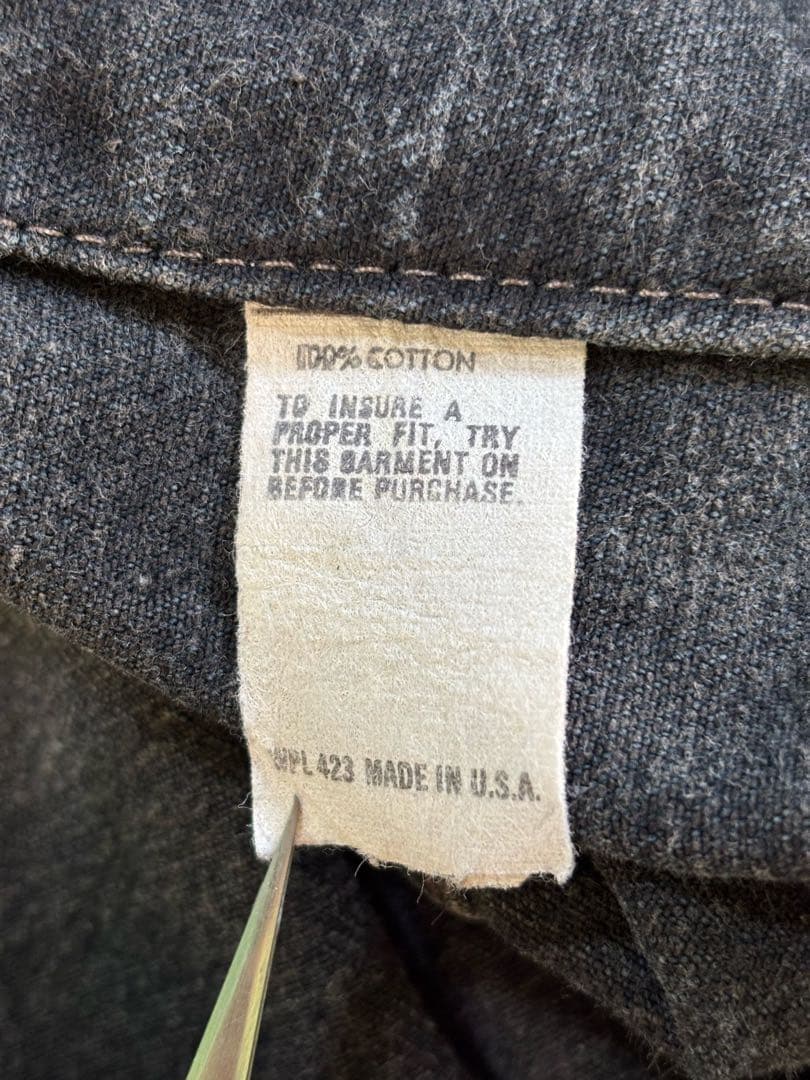 100% COTTON
TO INSURE A
PROPER FIT, TRY
THIS GARMENT ON
BEFORE PURCHASE.
WPL 423 MADE IN U.S.A.